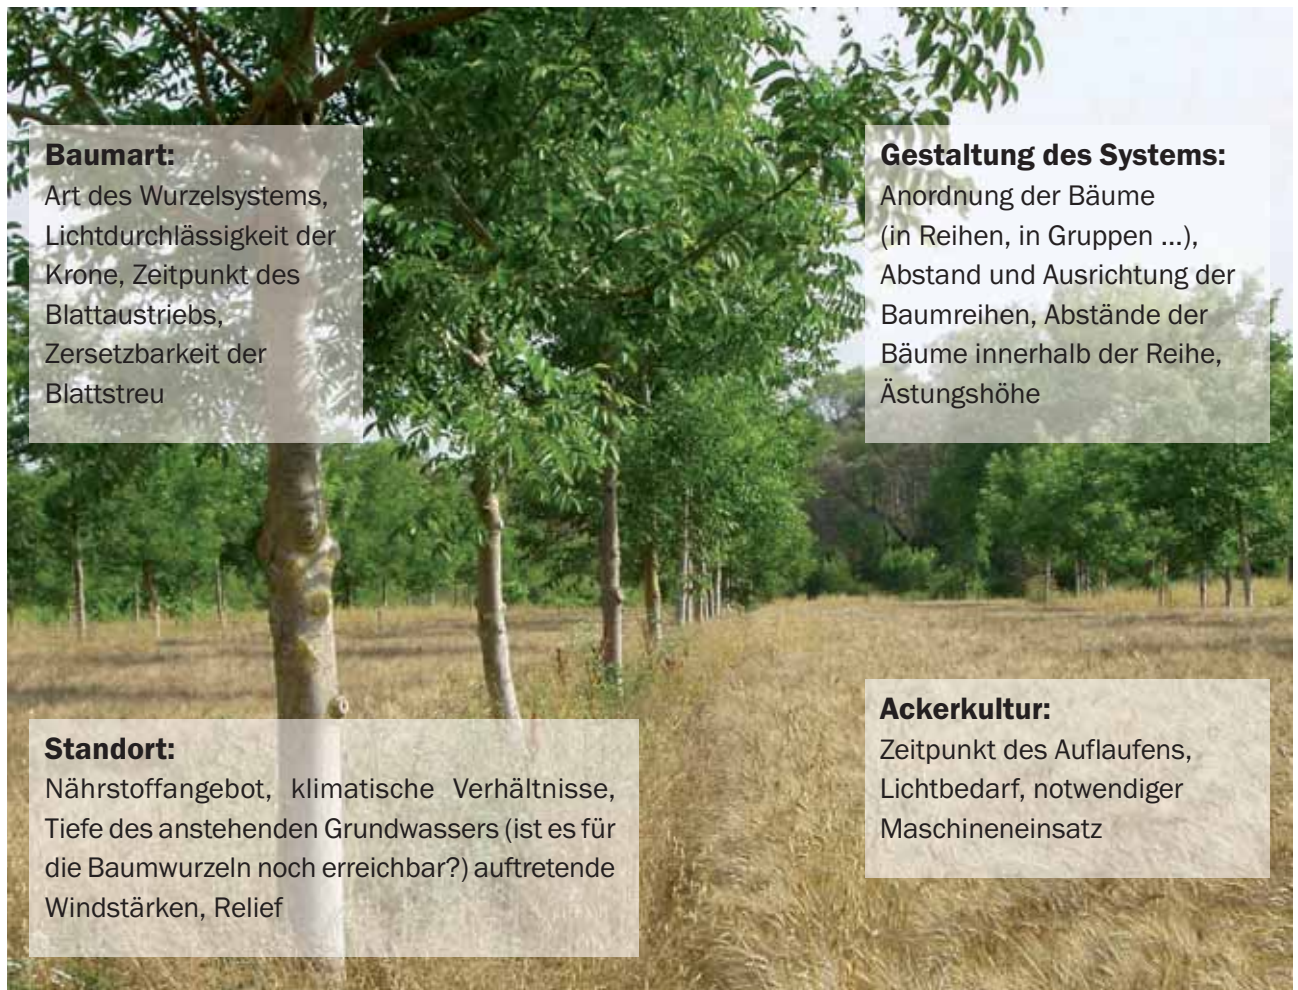 Baumart:
Art des Wurzelsystems,
Lichtdurchlässigkeit der
Krone, Zeitpunkt des
Blattaustriebs,
Zersetzbarkeit der
Blattstreu
Gestaltung des Systems:
Anordnung der Bäume
(in Reihen, in Gruppen ...),
Abstand und Ausrichtung der
Baumreihen, Abstände der
Bäume innerhalb der Reihe,
Ästungshöhe
Standort:
Nährstoffangebot, klimatische Verhältnisse,
Tiefe des anstehenden Grundwassers (ist es für
die Baumwurzeln noch erreichbar?) auftretende
Windstärken, Relief
Ackerkultur:
Zeitpunkt des Auflaufens,
Lichtbedarf, notwendiger
Maschineneinsatz